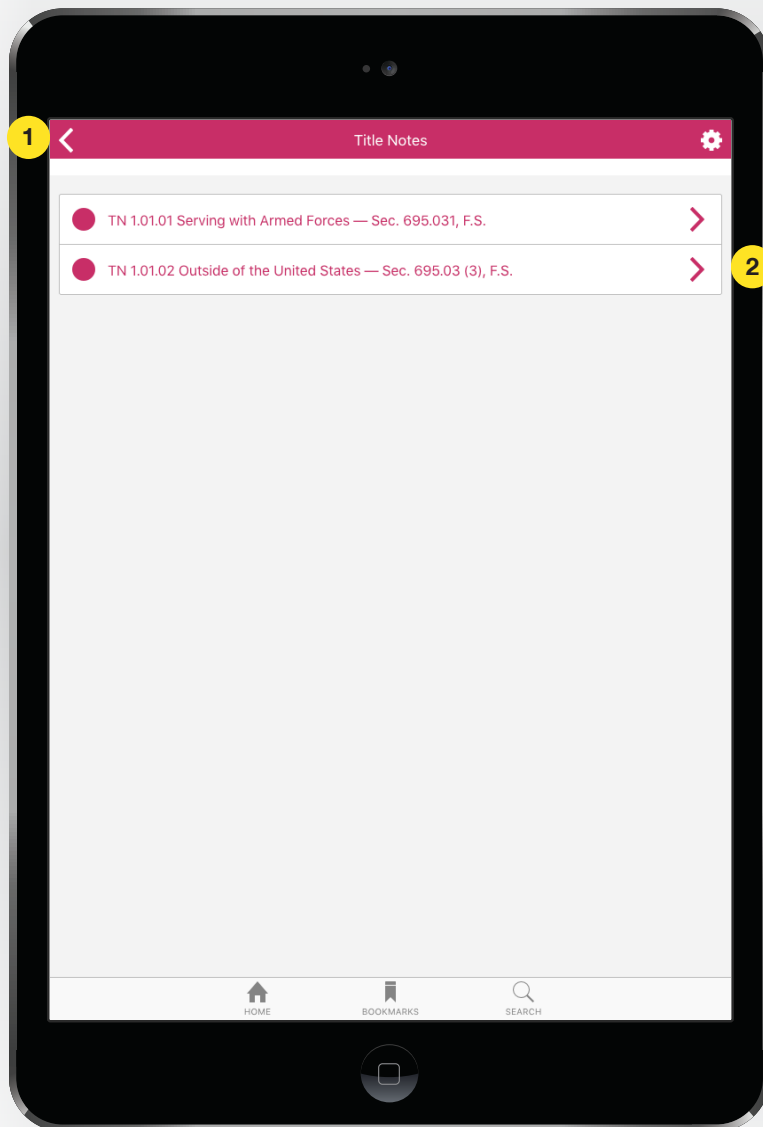 1
Title Notes
TN 1.01.01 Serving with Armed Forces — Sec. 695.031, F.S.
TN 1.01.02 Outside of the United States — Sec. 695.03 (3), F.S.
2
HOME BOOKMARKS SEARCH